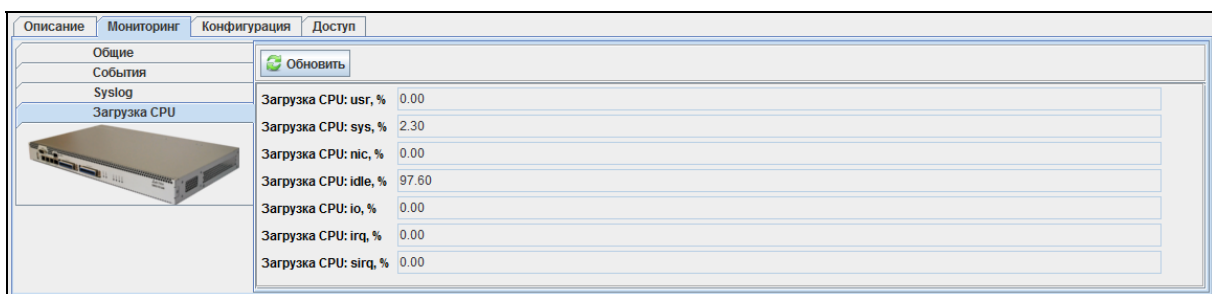 Описание Мониторинг Конфигурация Доступ
Общие
События
Syslog
Загрузка CPU
Обновить
Загрузка CPU: usr, % 0.00
Загрузка CPU: sys, % 2.30
Загрузка CPU: nic, % 0.00
Загрузка CPU: idle, % 97.60
Загрузка CPU: io, % 0.00
Загрузка CPU: irq, % 0.00
Загрузка CPU: sirq, % 0.00